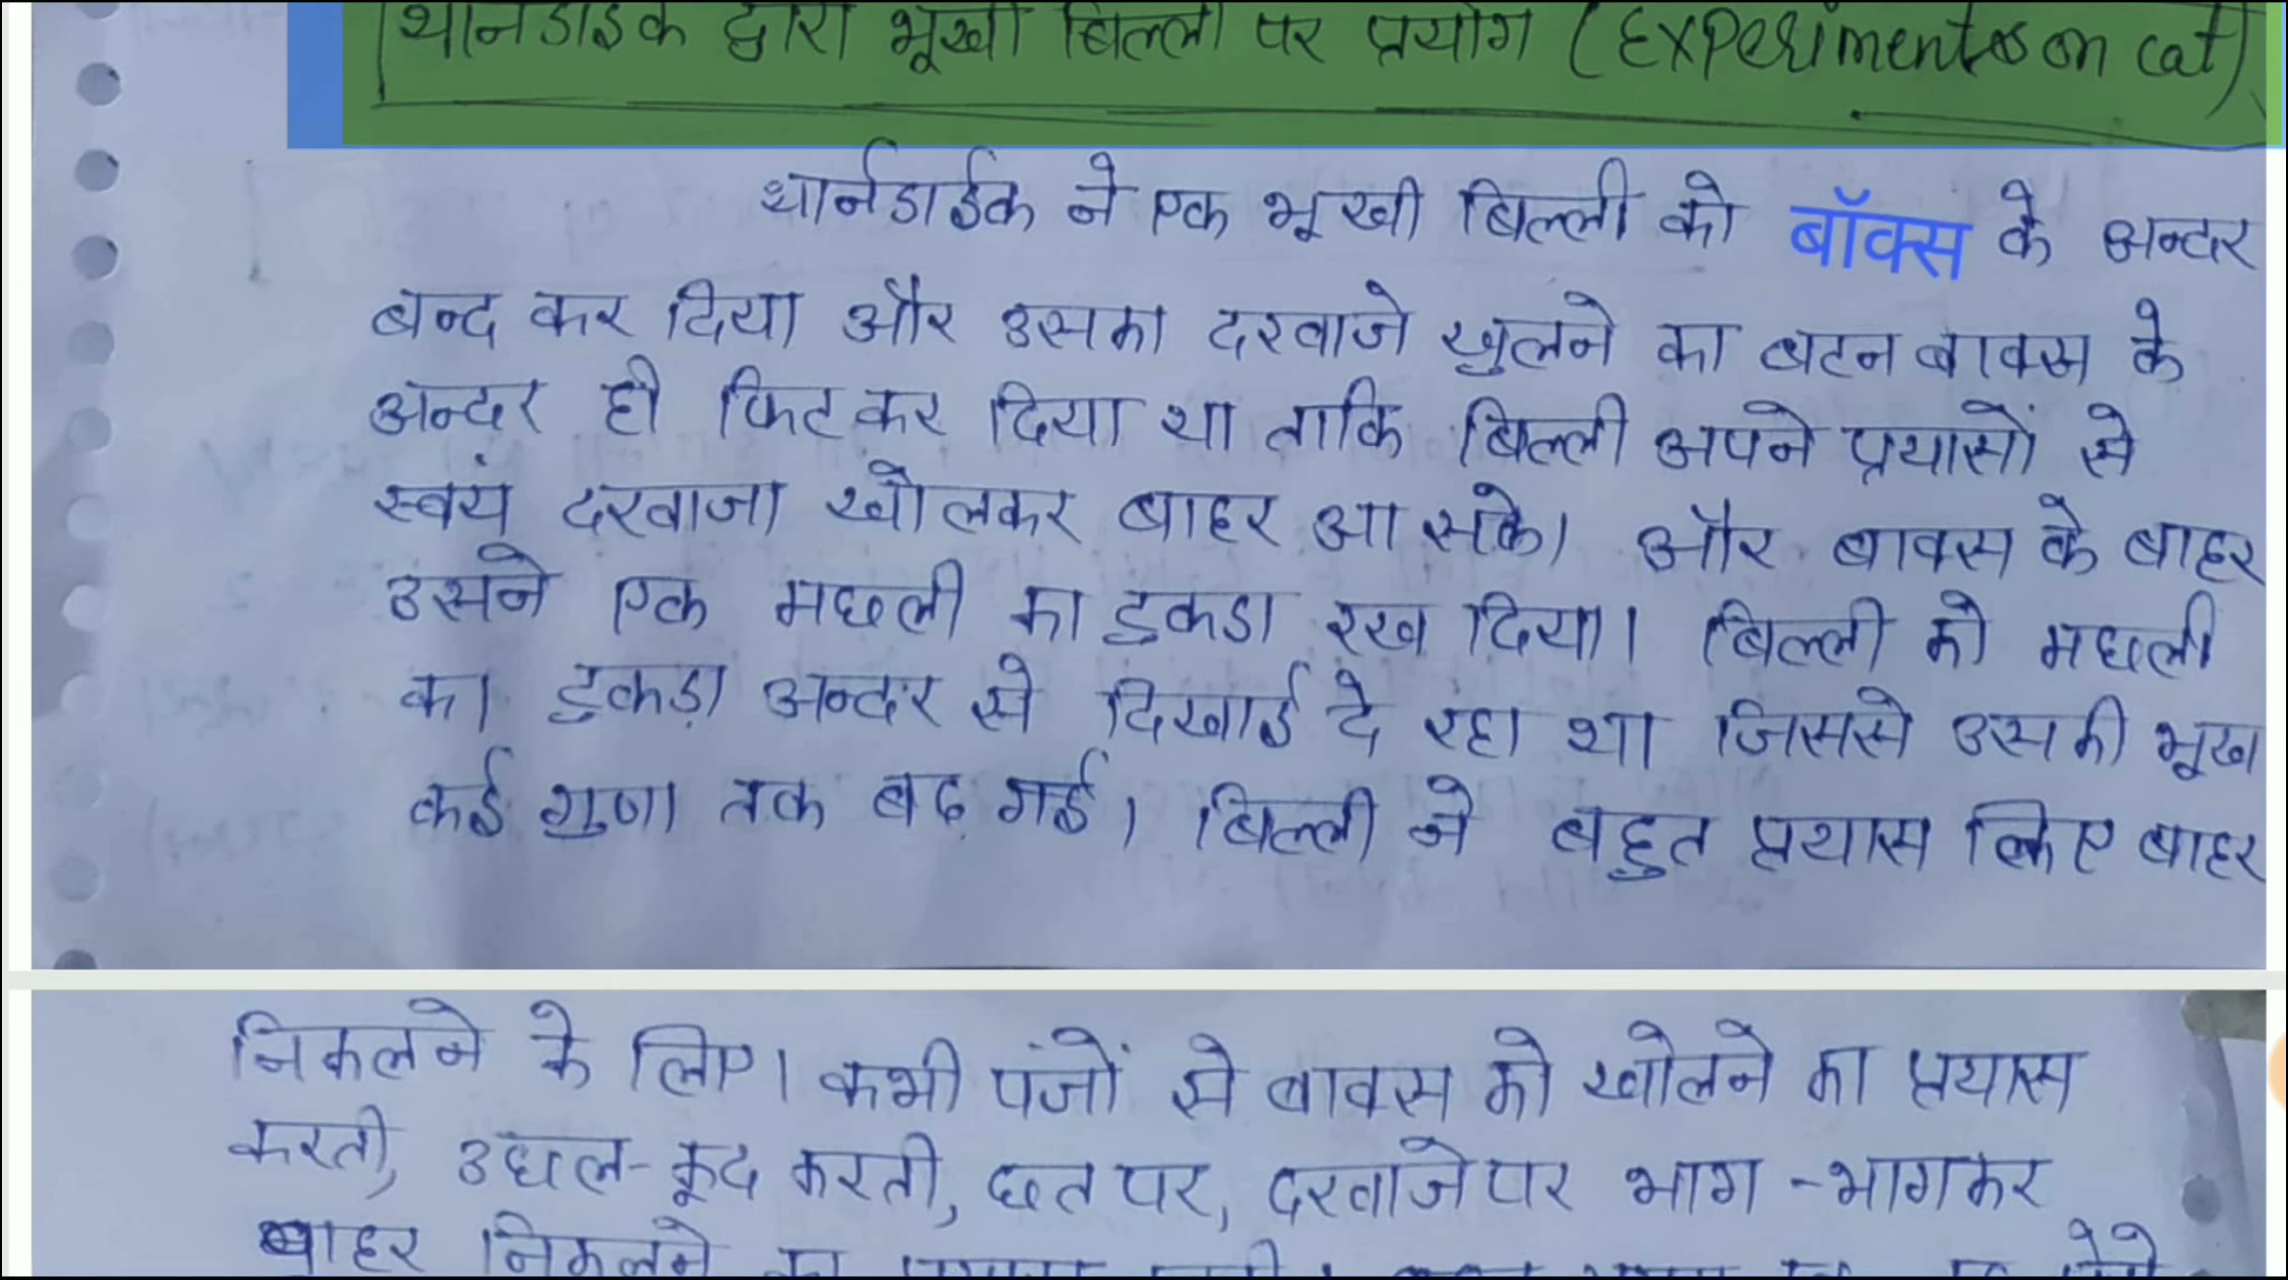 थार्नडाइक द्वारा भूखी बिल्ली पर प्रयोग (Experiments on cat)
थार्नडाईक ने एक भूखी बिल्ली को बॉक्स के अन्दर
बन्द कर दिया और उसका दरवाजे खुलने का बटन बाक्स के
अन्दर ही फिट कर दिया था ताकि बिल्ली अपने प्रयासों से
स्वयं दरवाजा खोलकर बाहर आ सके। और बाक्स के बाहर
उसने एक मछली का टुकडा रख दिया। बिल्ली को मछली
का टुकड़ा अन्दर से दिखाई दे रहा था जिससे उसकी भूख
कई गुणा तक बढ गई। बिल्ली ने बहुत प्रयास किए बाहर
निकलने के लिए। कभी पंजों से बाक्स को खोलने का प्रयास
करती, उछल-कूद करती, छत पर, दरवाजे पर भाग-भागकर
बाहर निकलने का